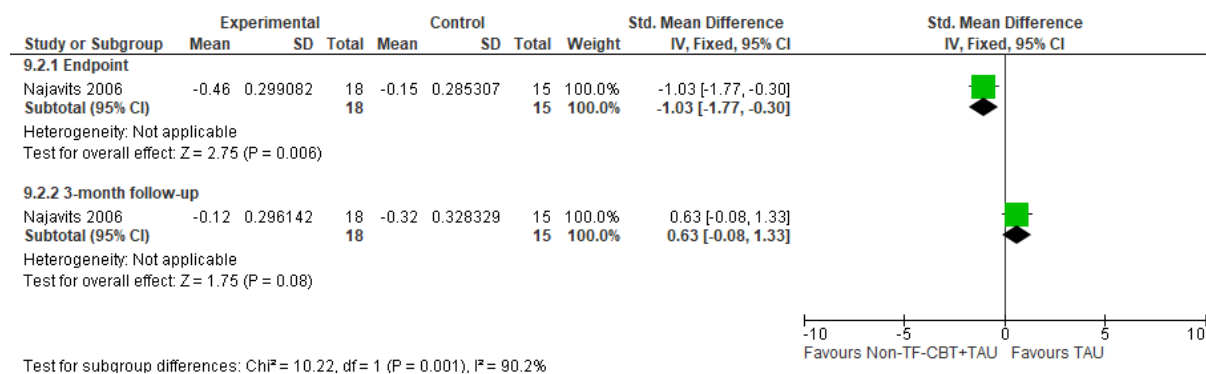 Experimental Control Std. Mean Difference Std. Mean Difference
Study or Subgroup Mean SD Total Mean SD Total Weight IV, Fixed, 95% CI IV, Fixed, 95% CI
9.2.1 Endpoint
Najavits 2006 -0.46 0.299082 18 -0.15 0.285307 15 100.0% -1.03 [-1.77, -0.30]
Subtotal (95% CI) 18 15 100.0% -1.03 [-1.77, -0.30]
Heterogeneity: Not applicable
Test for overall effect: Z = 2.75 (P = 0.006)
9.2.2 3-month follow-up
Najavits 2006 -0.12 0.296142 18 -0.32 0.328329 15 100.0% 0.63 [-0.08, 1.33]
Subtotal (95% CI) 18 15 100.0% 0.63 [-0.08, 1.33]
Heterogeneity: Not applicable
Test for overall effect: Z = 1.75 (P = 0.08)
-10 -5 0 5 10
Favours Non-TF-CBT+TAU Favours TAU
Test for subgroup differences: Chi² = 10.22, df = 1 (P = 0.001), I² = 90.2%